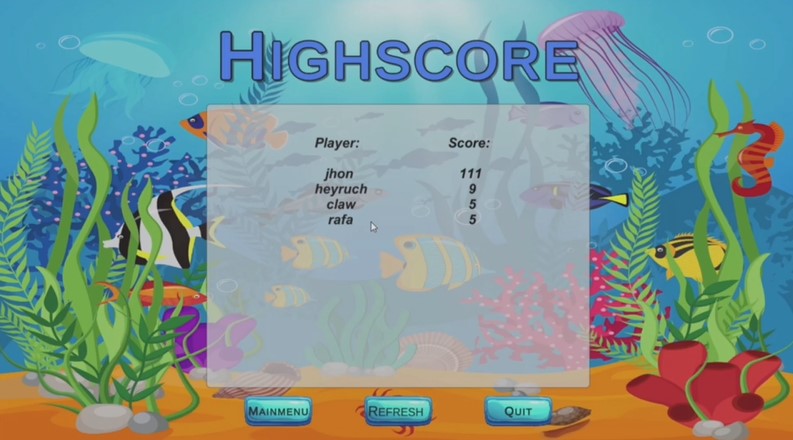 HIGHSCORE
Player: Score:
jhon 111
heyruch 9
claw 5
rafa 5
MAINMENU REFRESH QUIT